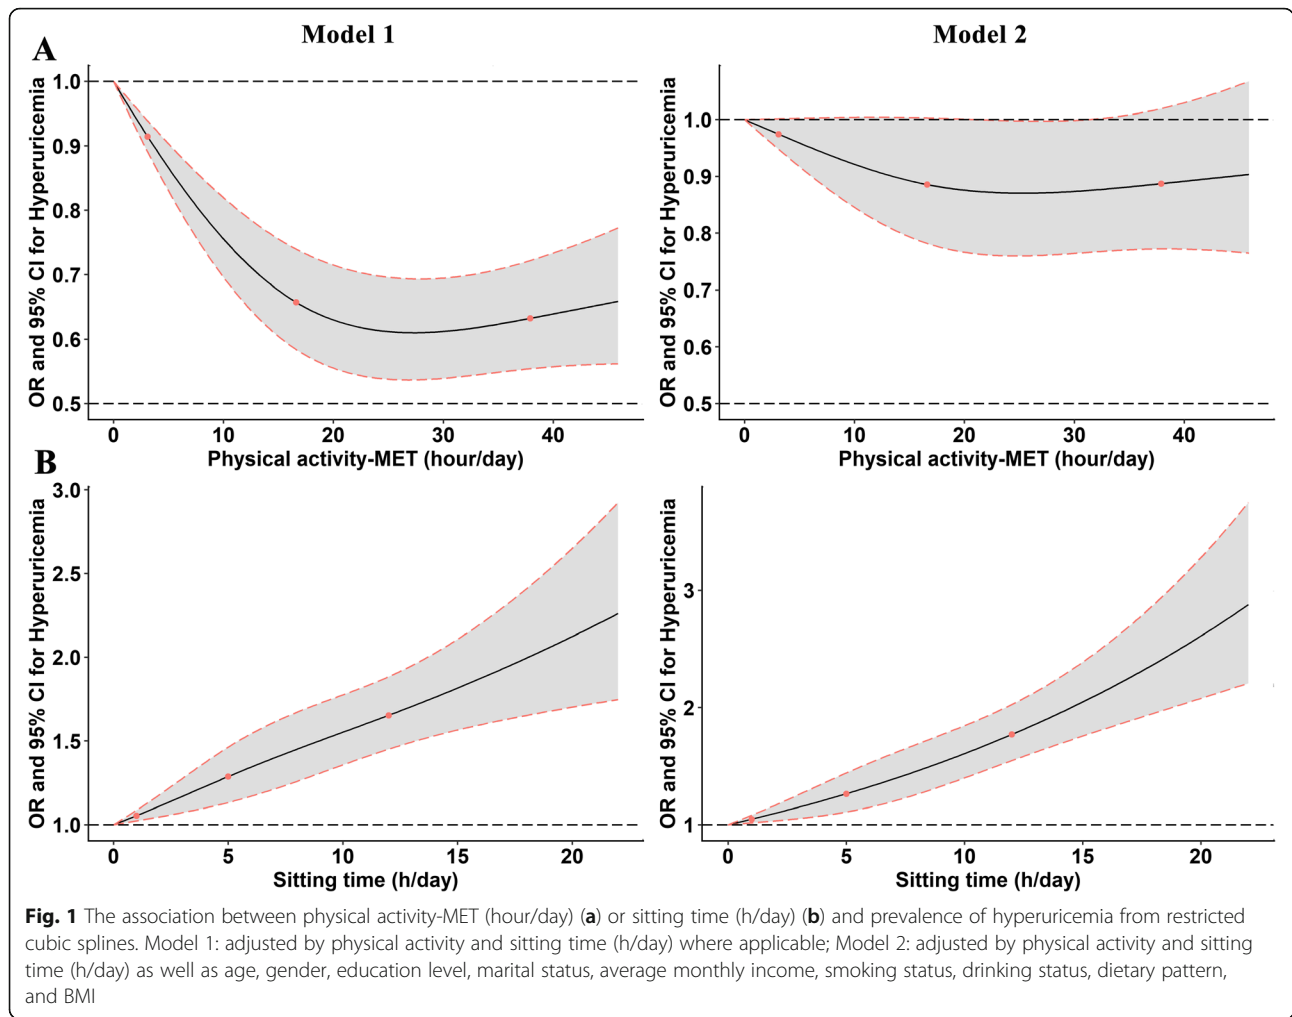 Model 1
Model 2
A
OR and 95% CI for Hyperuricemia
1.0
0.9
0.8
0.7
0.6
0.5
0
10
20
30
40
Physical activity-MET (hour/day)
OR and 95% CI for Hyperuricemia
1.0
0.9
0.8
0.7
0.6
0.5
0
10
20
30
40
Physical activity-MET (hour/day)
B
OR and 95% CI for Hyperuricemia
3.0
2.5
2.0
1.5
1.0
0
5
10
15
20
Sitting time (h/day)
OR and 95% CI for Hyperuricemia
3
2
1
0
5
10
15
20
Sitting time (h/day)
Fig. 1 The association between physical activity-MET (hour/day) (a) or sitting time (h/day) (b) and prevalence of hyperuricemia from restricted
cubic splines. Model 1: adjusted by physical activity and sitting time (h/day) where applicable; Model 2: adjusted by physical activity and sitting
time (h/day) as well as age, gender, education level, marital status, average monthly income, smoking status, drinking status, dietary pattern,
and BMI